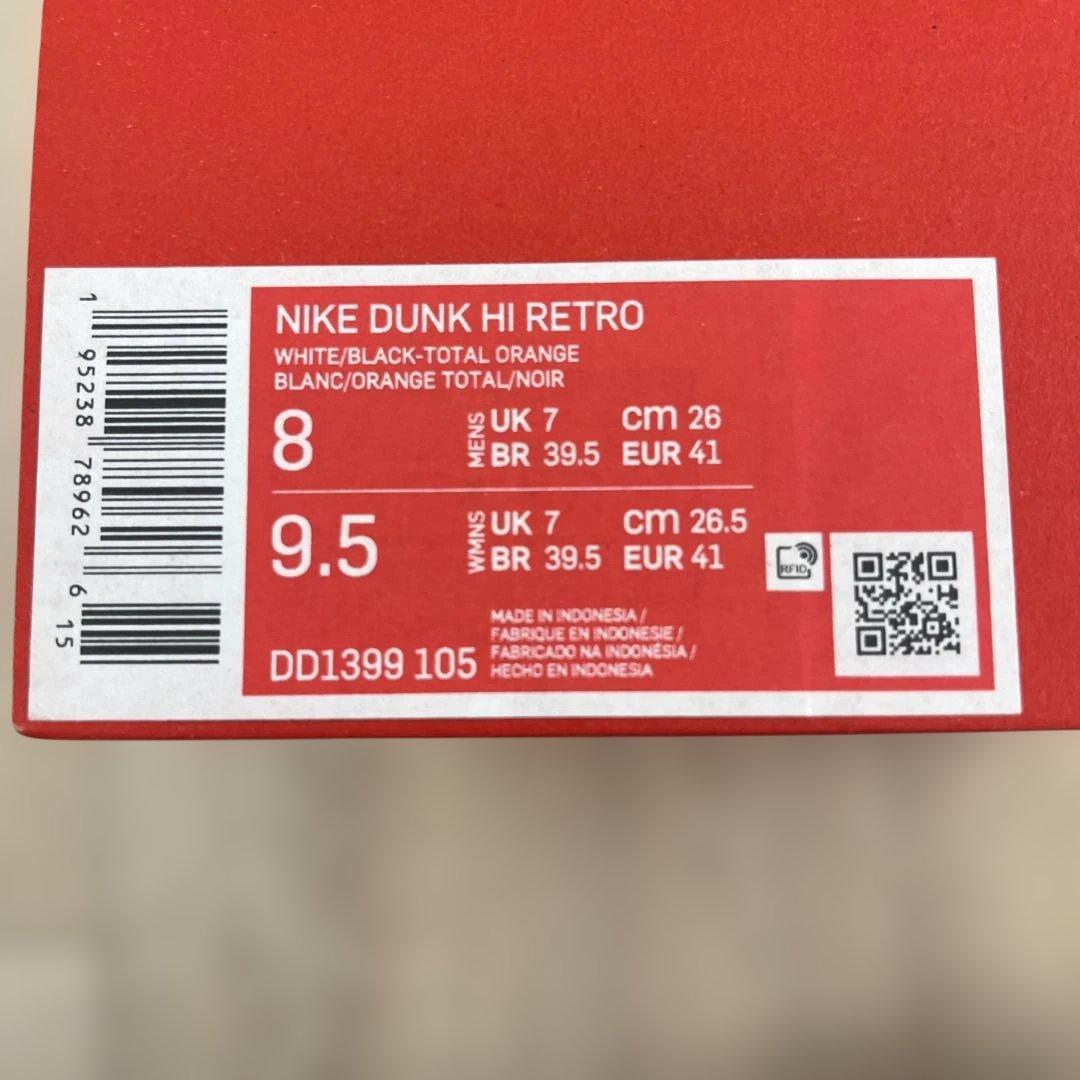 NIKE DUNK HI RETRO
WHITE/BLACK-TOTAL ORANGE
BLANC/ORANGE TOTAL/NOIR
8
MENS
UK 7 cm 26
BR 39.5 EUR 41
9.5
WMNS
UK 7 cm 26.5
BR 39.5 EUR 41
RFID
DD1399 105
MADE IN INDONESIA /
FABRIQUE EN INDONESIE /
FABRICADO NA INDONÉSIA /
HECHO EN INDONESIA
1 95238 78962 6 15